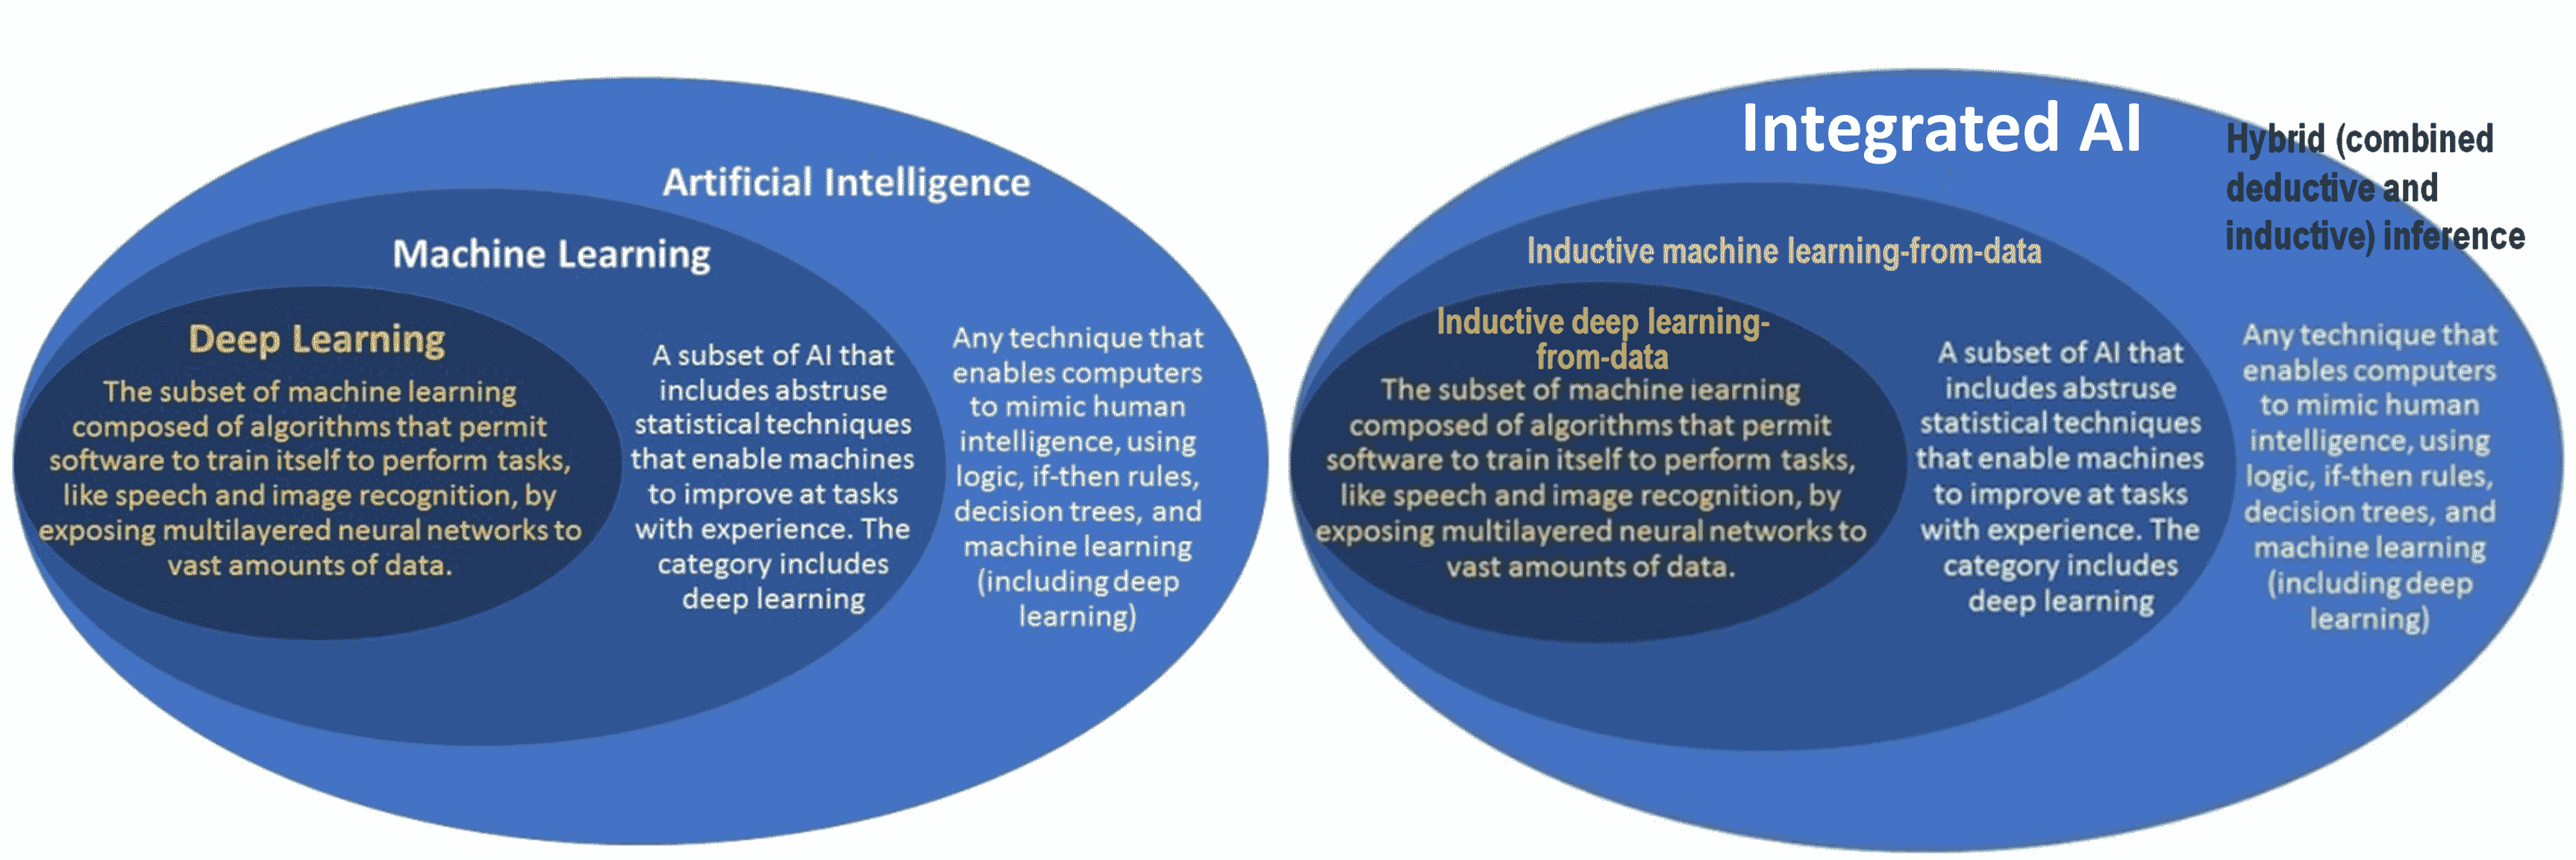 Artificial Intelligence
Machine Learning
Deep Learning
The subset of machine learning
composed of algorithms that permit
software to train itself to perform tasks,
like speech and image recognition, by
exposing multilayered neural networks to
vast amounts of data.
A subset of AI that
includes abstruse
statistical techniques
that enable machines
to improve at tasks
with experience. The
category includes
deep learning
Any technique that
enables computers
to mimic human
intelligence, using
logic, if-then rules,
decision trees, and
machine learning
(including deep
learning)
Integrated AI
Hybrid (combined
deductive and
inductive) inference
Inductive machine learning-from-data
Inductive deep learning-
from-data
The subset of machine learning
composed of algorithms that permit
software to train itself to perform tasks,
like speech and image recognition, by
exposing multilayered neural networks to
vast amounts of data.
A subset of AI that
includes abstruse
statistical techniques
that enable machines
to improve at tasks
with experience. The
category includes
deep learning
Any technique that
enables computers
to mimic human
intelligence, using
logic, if-then rules,
decision trees, and
machine learning
(including deep
learning)